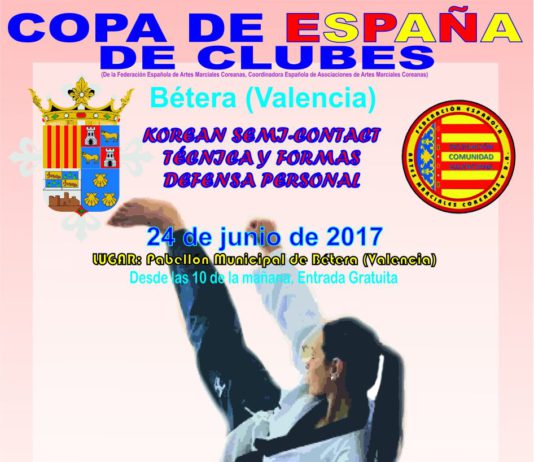 COPA DE ESPAÑA
DE CLUBES
(De la Federación Española de Artes Marciales Coreanas, Coordinadora Española de Asociaciones de Artes Marciales Coreanas)
Bétera (Valencia)
KOREAN SEMI-CONTACT
TÉCNICA Y FORMAS
DEFENSA PERSONAL
FEDERACIÓN ESPAÑOLA
COMUNIDAD
ARTES MARCIALES COREANAS
24 de junio de 2017
LUGAR: Pabellon Municipal de Bétera (Valencia)
Desde las 10 de la mañana. Entrada Gratuita